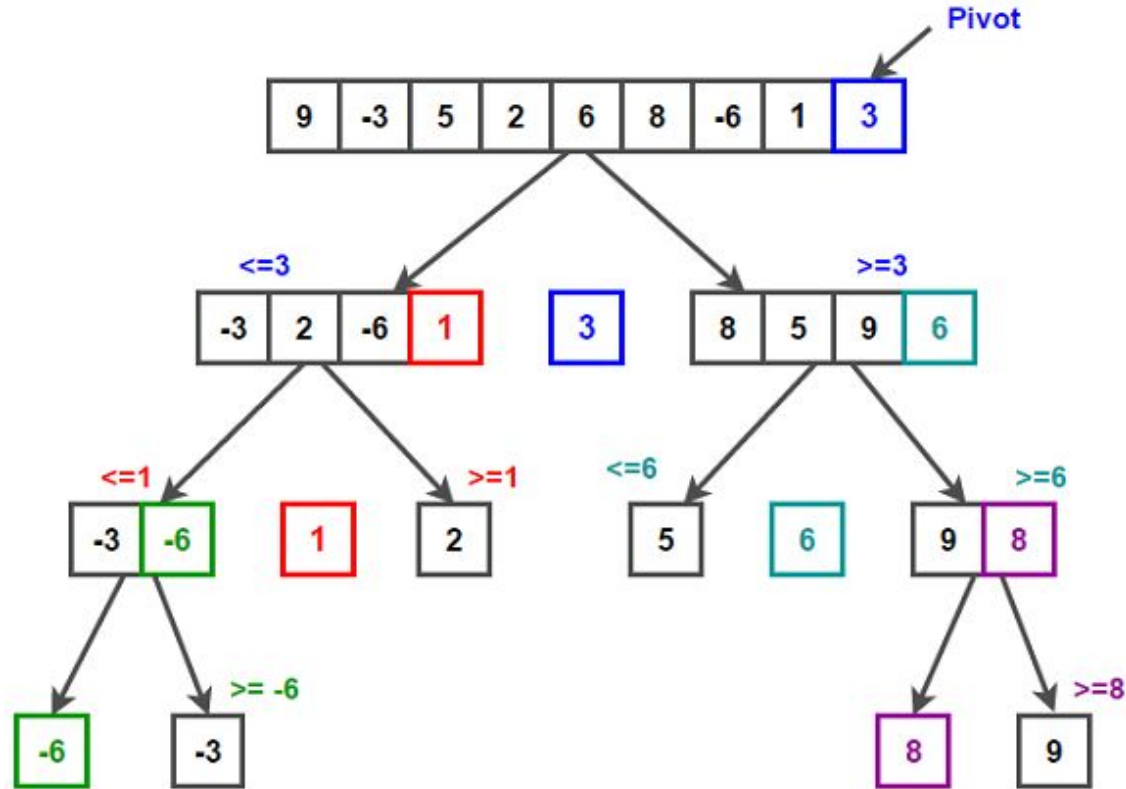 Pivot
9 -3 5 2 6 8 -6 1 3
<=3 >=3
-3 2 -6 1 3 8 5 9 6
<=1 >=1 <=6 >=6
-3 -6 1 2 5 6 9 8
>= -6 >=8
-6 -3 8 9